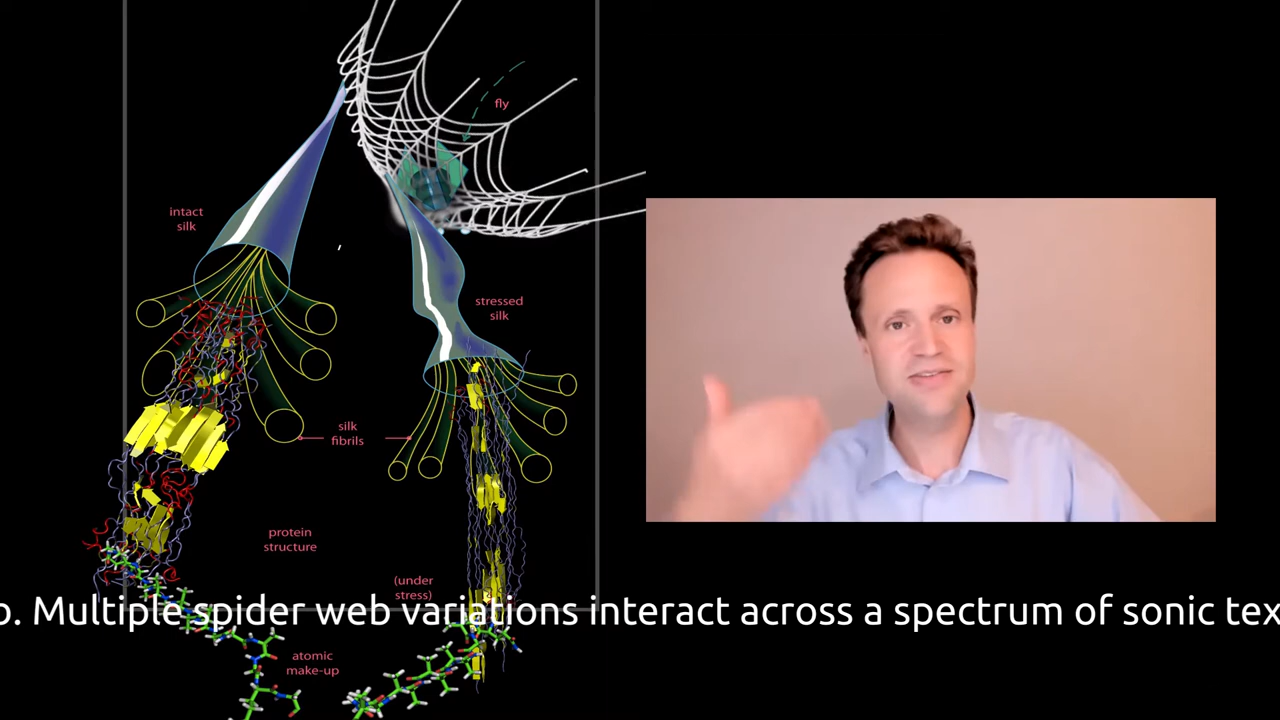 fly
intact
silk
stressed
silk
silk
fibrils
protein
structure
(under
stress)
o. Multiple spider web variations interact across a spectrum of sonic tex
atomic
make-up